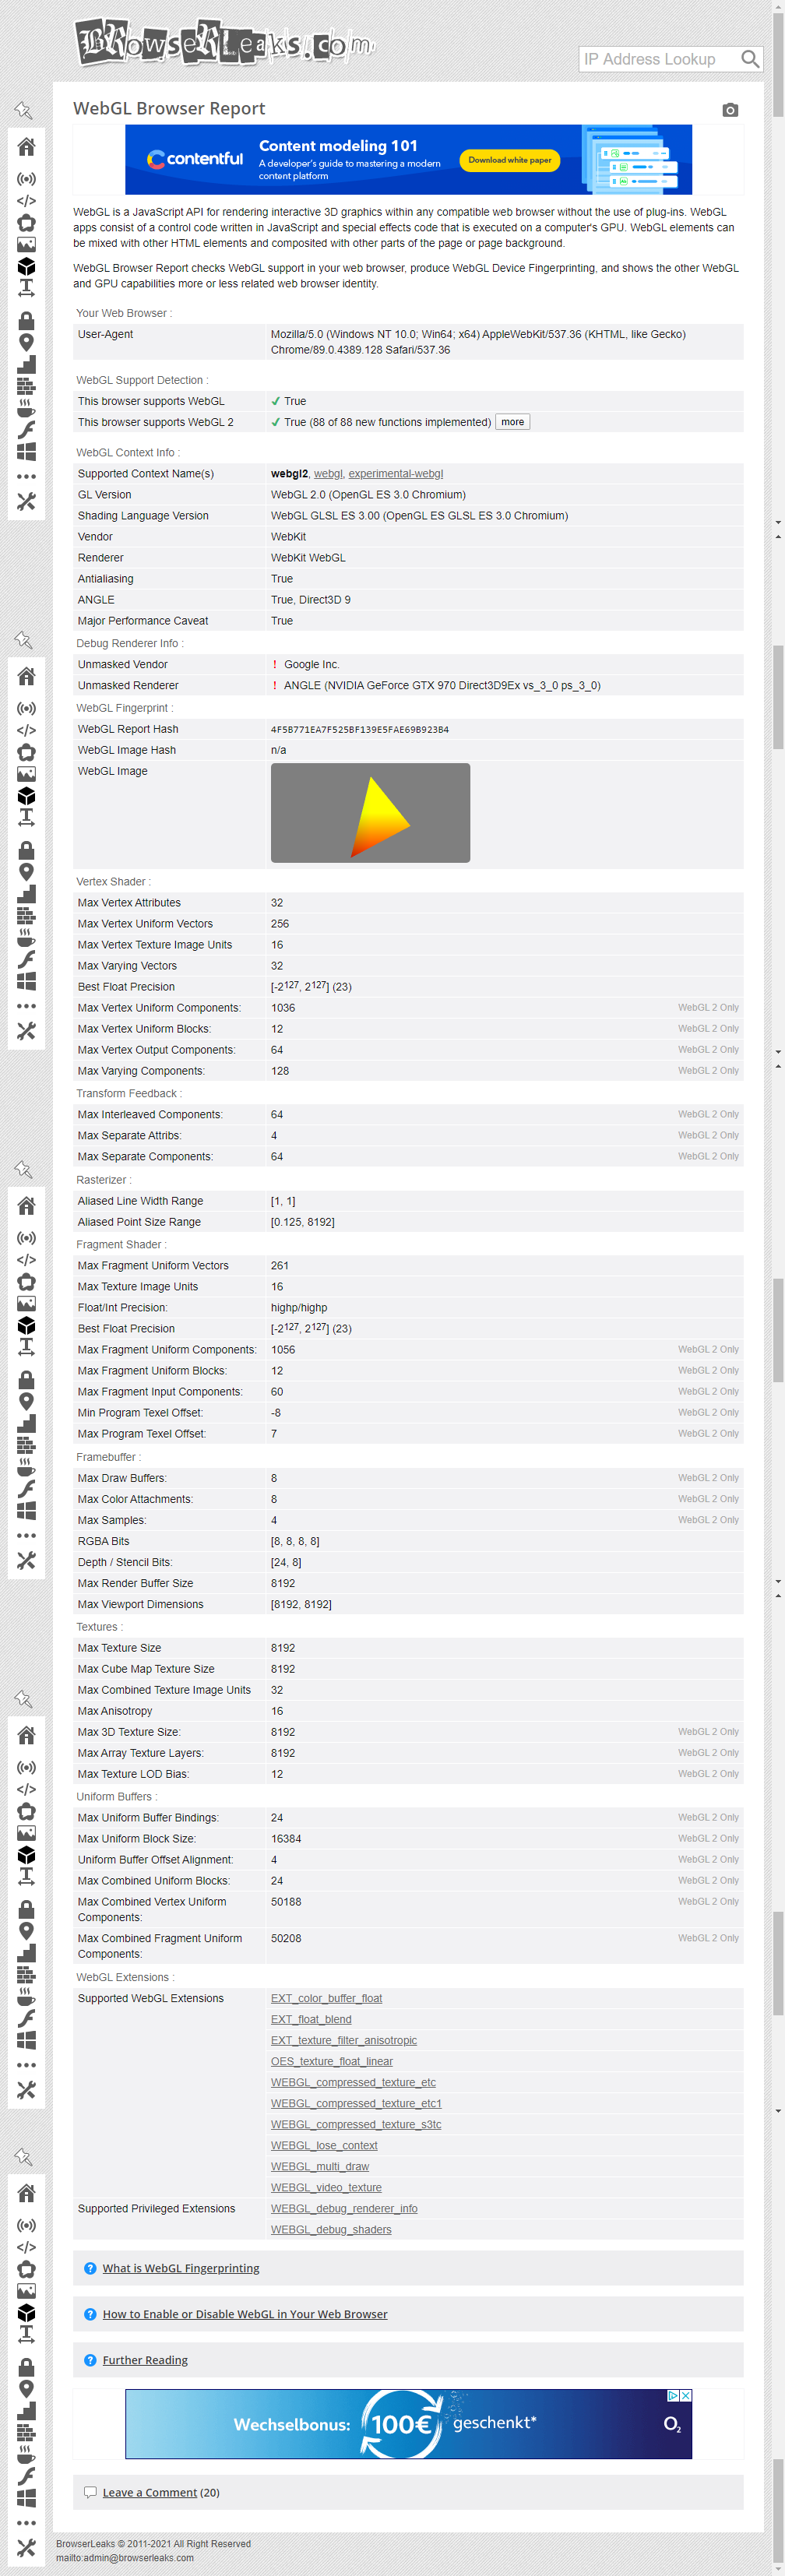 BrowserLeaks.com
IP Address Lookup
WebGL Browser Report
contentful
Content modeling 101
A developer's guide to mastering a modern
content platform
Download white paper
WebGL is a JavaScript API for rendering interactive 3D graphics within any compatible web browser without the use of plug-ins. WebGL
apps consist of a control code written in JavaScript and special effects code that is executed on a computer's GPU. WebGL elements can
be mixed with other HTML elements and composited with other parts of the page or page background.
WebGL Browser Report checks WebGL support in your web browser, produce WebGL Device Fingerprinting, and shows the other WebGL
and GPU capabilities more or less related web browser identity.
Your Web Browser :
User-Agent Mozilla/5.0 (Windows NT 10.0; Win64; x64) AppleWebKit/537.36 (KHTML, like Gecko)
Chrome/89.0.4389.128 Safari/537.36
WebGL Support Detection :
This browser supports WebGL ✔ True
This browser supports WebGL 2 ✔ True (88 of 88 new functions implemented) more
WebGL Context Info :
Supported Context Name(s) webgl2, webgl, experimental-webgl
GL Version WebGL 2.0 (OpenGL ES 3.0 Chromium)
Shading Language Version WebGL GLSL ES 3.00 (OpenGL ES GLSL ES 3.0 Chromium)
Vendor WebKit
Renderer WebKit WebGL
Antialiasing True
ANGLE True, Direct3D 9
Major Performance Caveat True
Debug Renderer Info :
Unmasked Vendor ! Google Inc.
Unmasked Renderer ! ANGLE (NVIDIA GeForce GTX 970 Direct3D9Ex vs_3_0 ps_3_0)
WebGL Fingerprint :
WebGL Report Hash 4F5B771EA7F525BF139E5FAE69B923B4
WebGL Image Hash n/a
WebGL Image
Vertex Shader :
Max Vertex Attributes 32
Max Vertex Uniform Vectors 256
Max Vertex Texture Image Units 16
Max Varying Vectors 32
Best Float Precision [-2127, 2127] (23)
Max Vertex Uniform Components: 1036 WebGL 2 Only
Max Vertex Uniform Blocks: 12 WebGL 2 Only
Max Vertex Output Components: 64 WebGL 2 Only
Max Varying Components: 128 WebGL 2 Only
Transform Feedback :
Max Interleaved Components: 64 WebGL 2 Only
Max Separate Attribs: 4 WebGL 2 Only
Max Separate Components: 64 WebGL 2 Only
Rasterizer :
Aliased Line Width Range [1, 1]
Aliased Point Size Range [0.125, 8192]
Fragment Shader :
Max Fragment Uniform Vectors 261
Max Texture Image Units 16
Float/Int Precision: highp/highp
Best Float Precision [-2127, 2127] (23)
Max Fragment Uniform Components: 1056 WebGL 2 Only
Max Fragment Uniform Blocks: 12 WebGL 2 Only
Max Fragment Input Components: 60 WebGL 2 Only
Min Program Texel Offset: -8 WebGL 2 Only
Max Program Texel Offset: 7 WebGL 2 Only
Framebuffer :
Max Draw Buffers: 8 WebGL 2 Only
Max Color Attachments: 8 WebGL 2 Only
Max Samples: 4 WebGL 2 Only
RGBA Bits [8, 8, 8, 8]
Depth / Stencil Bits: [24, 8]
Max Render Buffer Size 8192
Max Viewport Dimensions [8192, 8192]
Textures :
Max Texture Size 8192
Max Cube Map Texture Size 8192
Max Combined Texture Image Units 32
Max Anisotropy 16
Max 3D Texture Size: 8192 WebGL 2 Only
Max Array Texture Layers: 8192 WebGL 2 Only
Max Texture LOD Bias: 12 WebGL 2 Only
Uniform Buffers :
Max Uniform Buffer Bindings: 24 WebGL 2 Only
Max Uniform Block Size: 16384 WebGL 2 Only
Uniform Buffer Offset Alignment: 4 WebGL 2 Only
Max Combined Uniform Blocks: 24 WebGL 2 Only
Max Combined Vertex Uniform
Components: 50188 WebGL 2 Only
Max Combined Fragment Uniform
Components: 50208 WebGL 2 Only
WebGL Extensions :
Supported WebGL Extensions EXT_color_buffer_float
EXT_float_blend
EXT_texture_filter_anisotropic
OES_texture_float_linear
WEBGL_compressed_texture_etc
WEBGL_compressed_texture_etc1
WEBGL_compressed_texture_s3tc
WEBGL_lose_context
WEBGL_multi_draw
WEBGL_video_texture
Supported Privileged Extensions WEBGL_debug_renderer_info
WEBGL_debug_shaders
What is WebGL Fingerprinting
How to Enable or Disable WebGL in Your Web Browser
Further Reading
Wechselbonus: 100€ geschenkt* O2
Leave a Comment (20)
BrowserLeaks © 2011-2021 All Right Reserved
mailto:admin@browserleaks.com